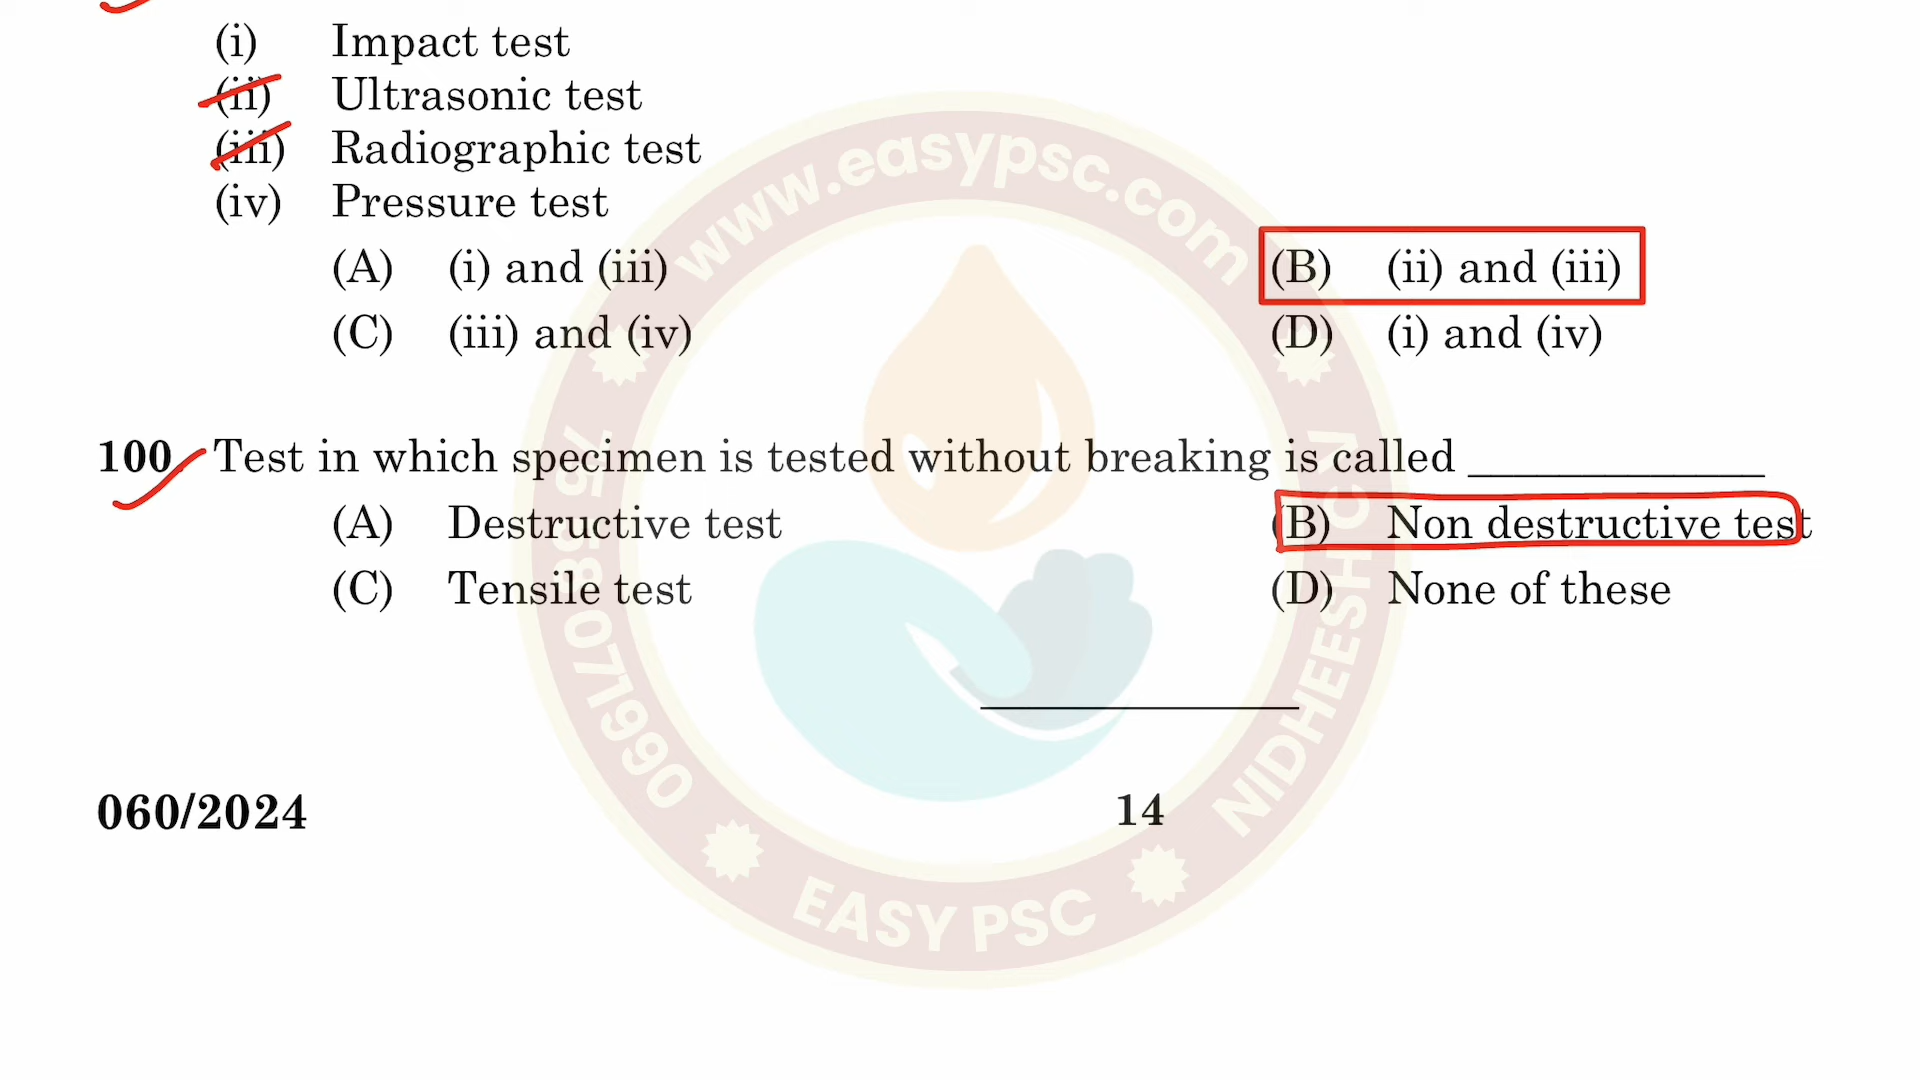 (i) Impact test
(ii) Ultrasonic test
(iii) Radiographic test
(iv) Pressure test
(A) (i) and (iii) (B) (ii) and (iii)
(C) (iii) and (iv) (D) (i) and (iv)
100 Test in which specimen is tested without breaking is called ____________
(A) Destructive test (B) Non destructive test
(C) Tensile test (D) None of these
060/2024 14
www.easypsc.com
NIDHEESH CV
EASY PSC